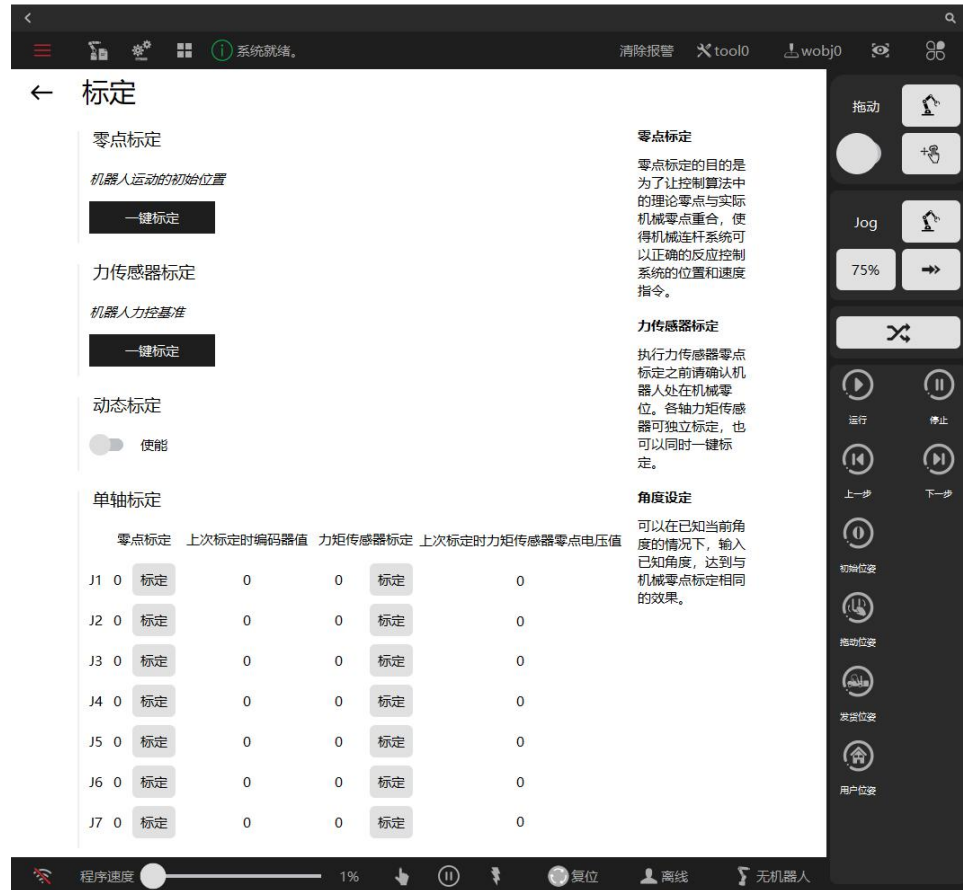 系统就绪。 清除报警 tool0 wobj0
标定
零点标定
机器人运动的初始位置
一键标定
力传感器标定
机器人力控基准
一键标定
动态标定
使能
单轴标定
零点标定 上次标定时编码器值 力矩传感器标定 上次标定时力矩传感器零点电压值
J1 0 标定 0 0 标定 0
J2 0 标定 0 0 标定 0
J3 0 标定 0 0 标定 0
J4 0 标定 0 0 标定 0
J5 0 标定 0 0 标定 0
J6 0 标定 0 0 标定 0
J7 0 标定 0 0 标定 0
零点标定
零点标定的目的是
为了让控制算法中
的理论零点与实际
机械零点重合，使
得机械连杆系统可
以正确的反应控制
系统的位置和速度
指令。
力传感器标定
执行力传感器零点
标定之前请确认机
器人处在机械零
位。各轴力矩传感
器可独立标定，也
可以同时一键标
定。
角度设定
可以在已知当前角
度的情况下，输入
已知角度，达到与
机械零点标定相同
的效果。
拖动
Jog
75%
运行 停止
上一步 下一步
初始位姿
拖动位姿
发货位姿
用户位姿
程序速度 1% 复位 离线 无机器人